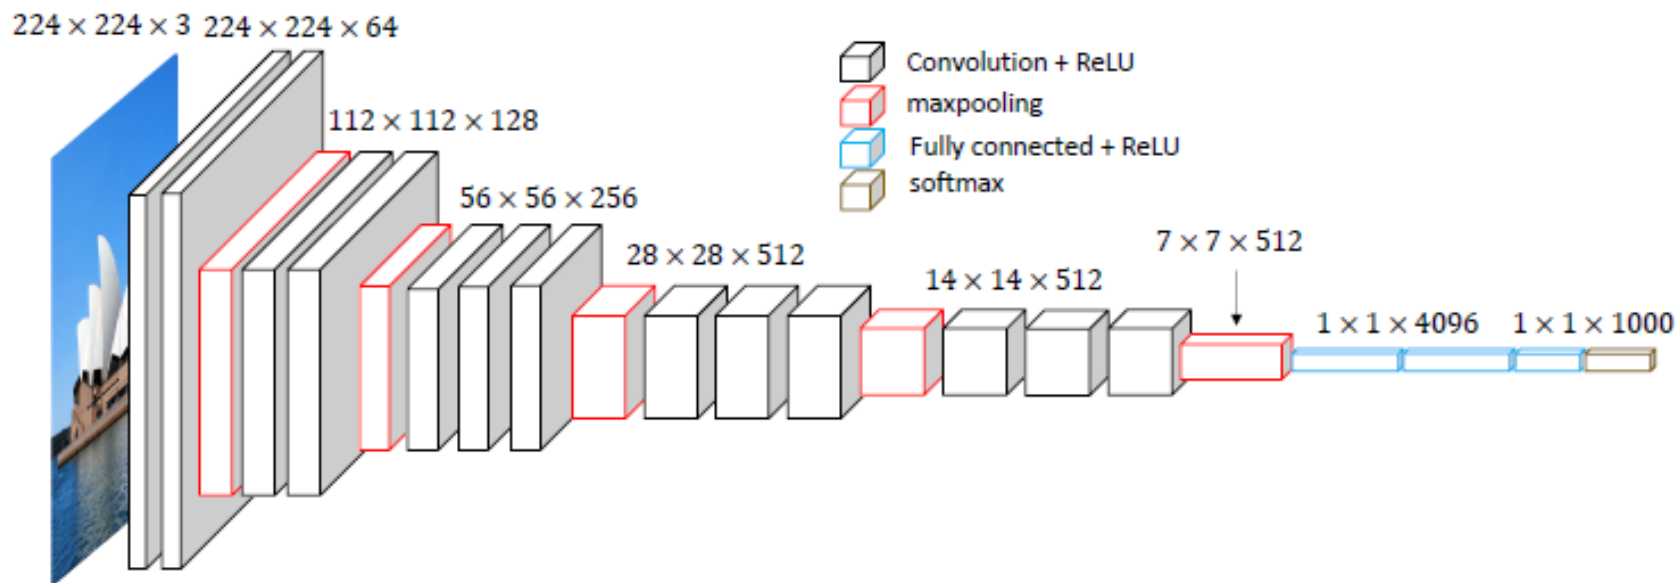 224 × 224 × 3
224 × 224 × 64
112 × 112 × 128
56 × 56 × 256
28 × 28 × 512
14 × 14 × 512
7 × 7 × 512
1 × 1 × 4096
1 × 1 × 1000
Convolution + ReLU
maxpooling
Fully connected + ReLU
softmax